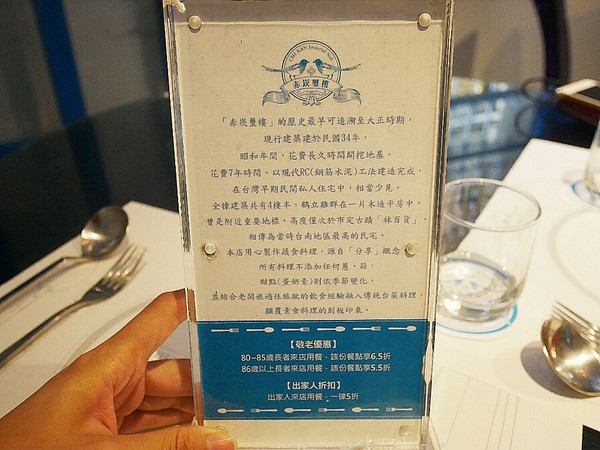 CHI KAN Imperial Seal
赤崁璽樓
「赤崁璽樓」的歷史最早可追溯至大正時期，
現行建築建於民國34年，
昭和年間，花費長久時間開挖地基。
花費7年時間、以現代RC(鋼筋水泥)工法建造完成，
在台灣早期民間私人住宅中，相當少見。
全棟建築共有4樓半，鶴立雞群在一片木造平房中，
曾是附近重要地標，高度僅次於市定古蹟「林百貨」，
相傳為當時台南地區最高的民宅。
本店用心製作蔬食料理，源自「分享」概念，
所有料理不添加任何蔥、蒜，
甜點(蛋奶素)則依季節變化，
並結合老闆娘過往旅歐的飲食經驗融入傳統台菜料理，
顛覆素食料理的刻板印象。
【敬老優惠】
80~85歲長者來店用餐，該份餐點享6.5折
86歲以上長者來店用餐，該份餐點享5.5折
【出家人折扣】
出家人來店用餐，一律5折